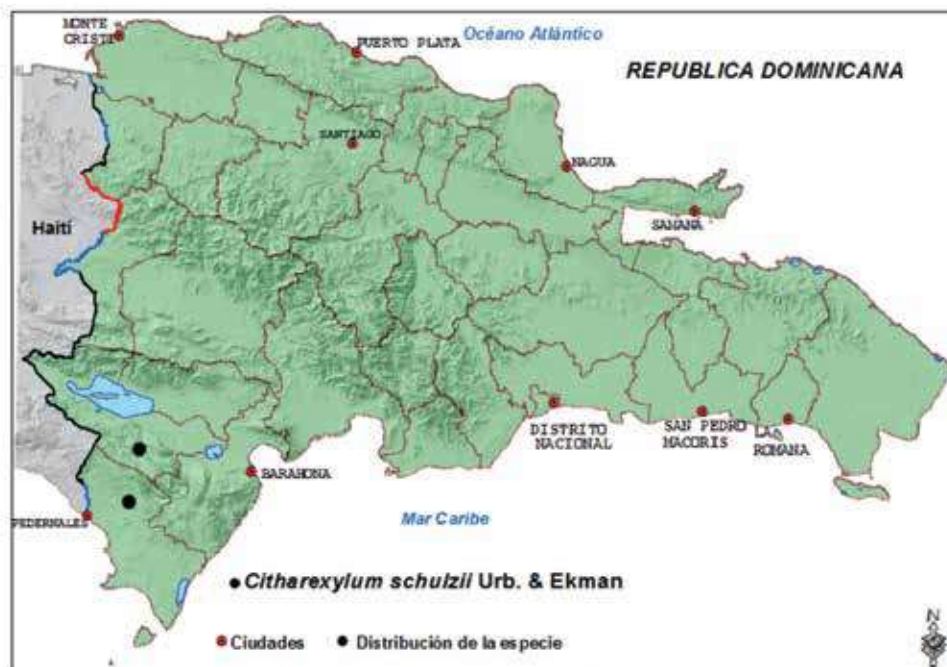 MONTE
CRISTI
PUERTO PLATA
Océano Atlántico
REPUBLICA DOMINICANA
SANTIAGO
NAGUA
SAMANA
Haití
DISTRITO
NACIONAL
SAN PEDRO
MACORIS
LA
ROMANA
BARAHONA
PEDERNALES
Mar Caribe
Citharexylum schulzii Urb. & Ekman
Ciudades
Distribución de la especie
N